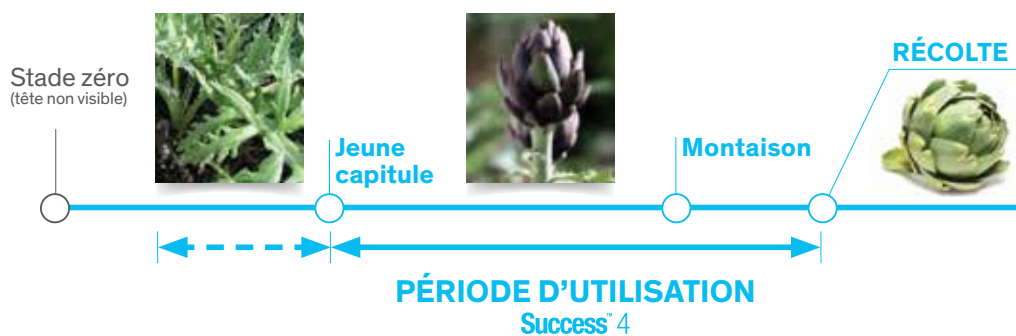 Stade zéro
(tête non visible)
Jeune
capitule
Montaison
RÉCOLTE
PÉRIODE D’UTILISATION
Success™ 4